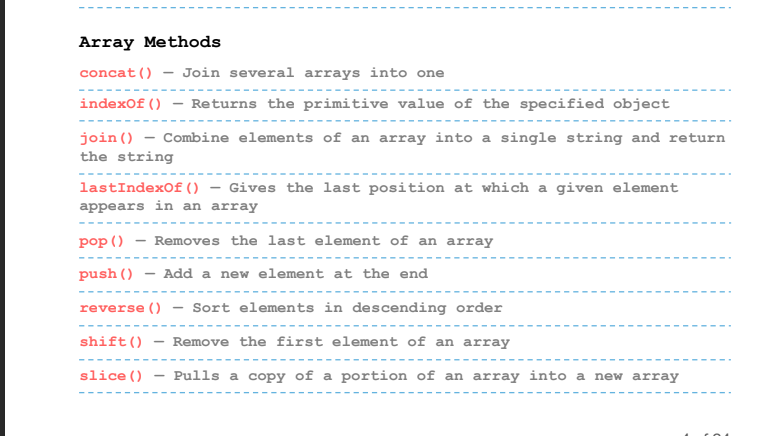 Array Methods
concat() — Join several arrays into one
indexOf() — Returns the primitive value of the specified object
join() — Combine elements of an array into a single string and return
the string
lastIndexOf() — Gives the last position at which a given element
appears in an array
pop() — Removes the last element of an array
push() — Add a new element at the end
reverse() — Sort elements in descending order
shift() — Remove the first element of an array
slice() — Pulls a copy of a portion of an array into a new array